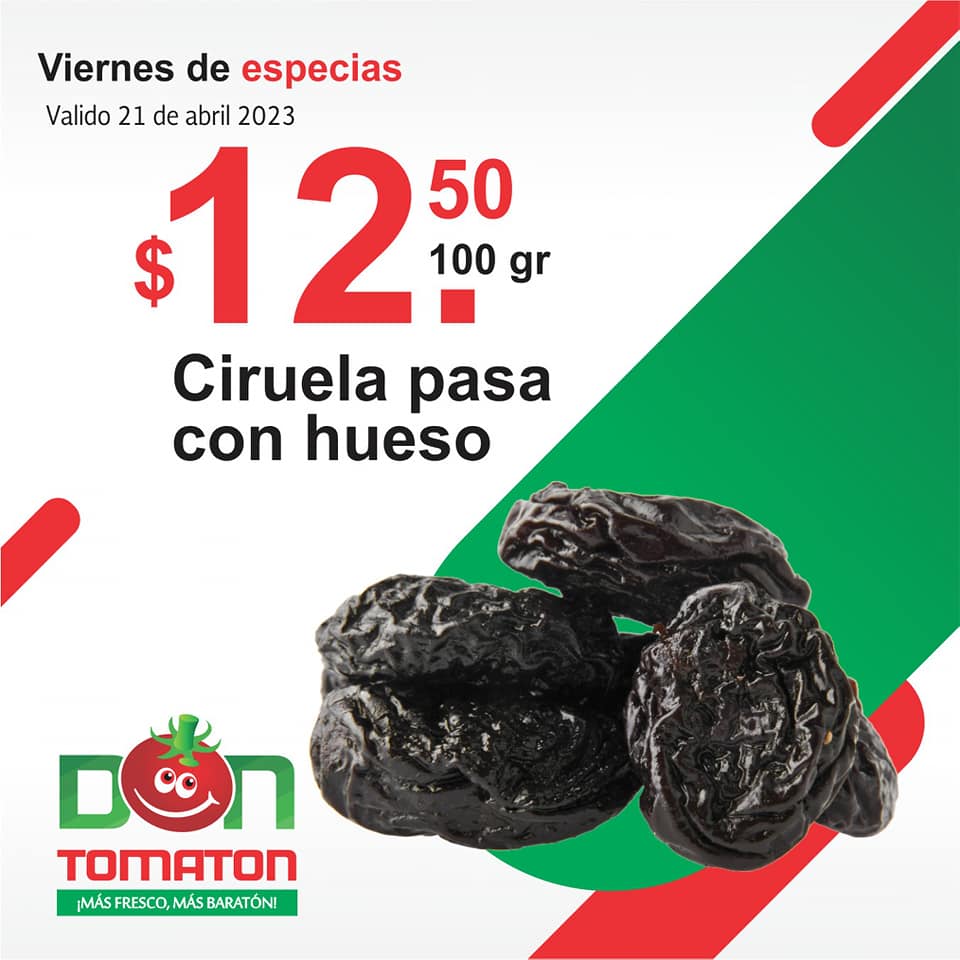 Viernes de especias
Valido 21 de abril 2023
$12.50
100 gr
Ciruela pasa
con hueso
DON
TOMATON
¡MÁS FRESCO, MÁS BARATÓN!